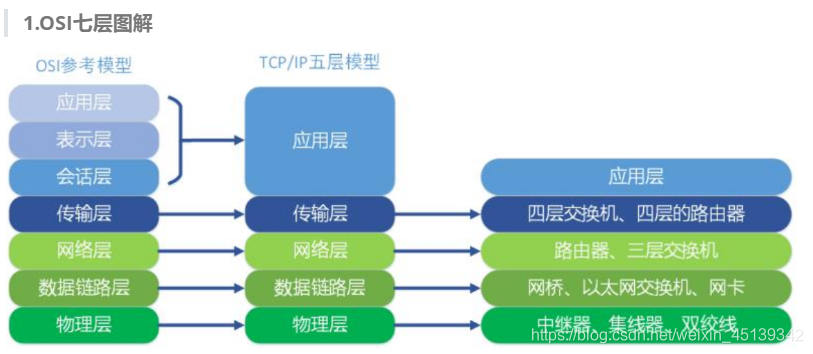 1.OSI七层图解
OSI参考模型
TCP/IP五层模型
应用层
表示层
会话层
传输层
网络层
数据链路层
物理层
应用层
传输层
网络层
数据链路层
物理层
应用层
四层交换机、四层的路由器
路由器、三层交换机
网桥、以太网交换机、网卡
中继器、集线器、双绞线
https://blog.csdn.net/weixin_45139342